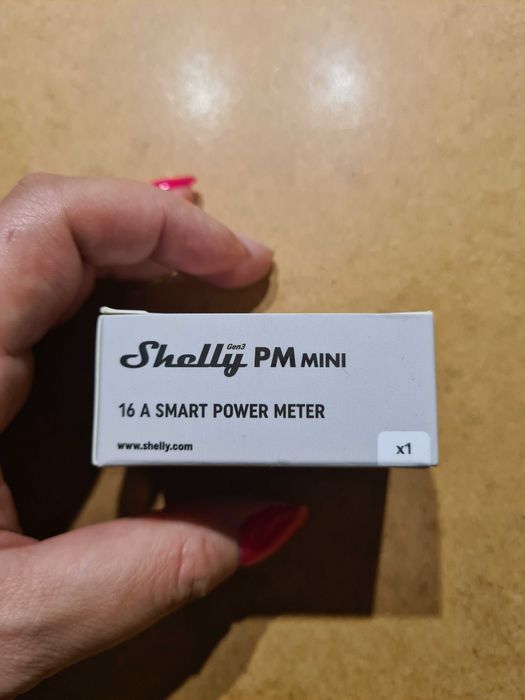 Shelly Gen3 PM MINI
16 A SMART POWER METER
www.shelly.com
x1